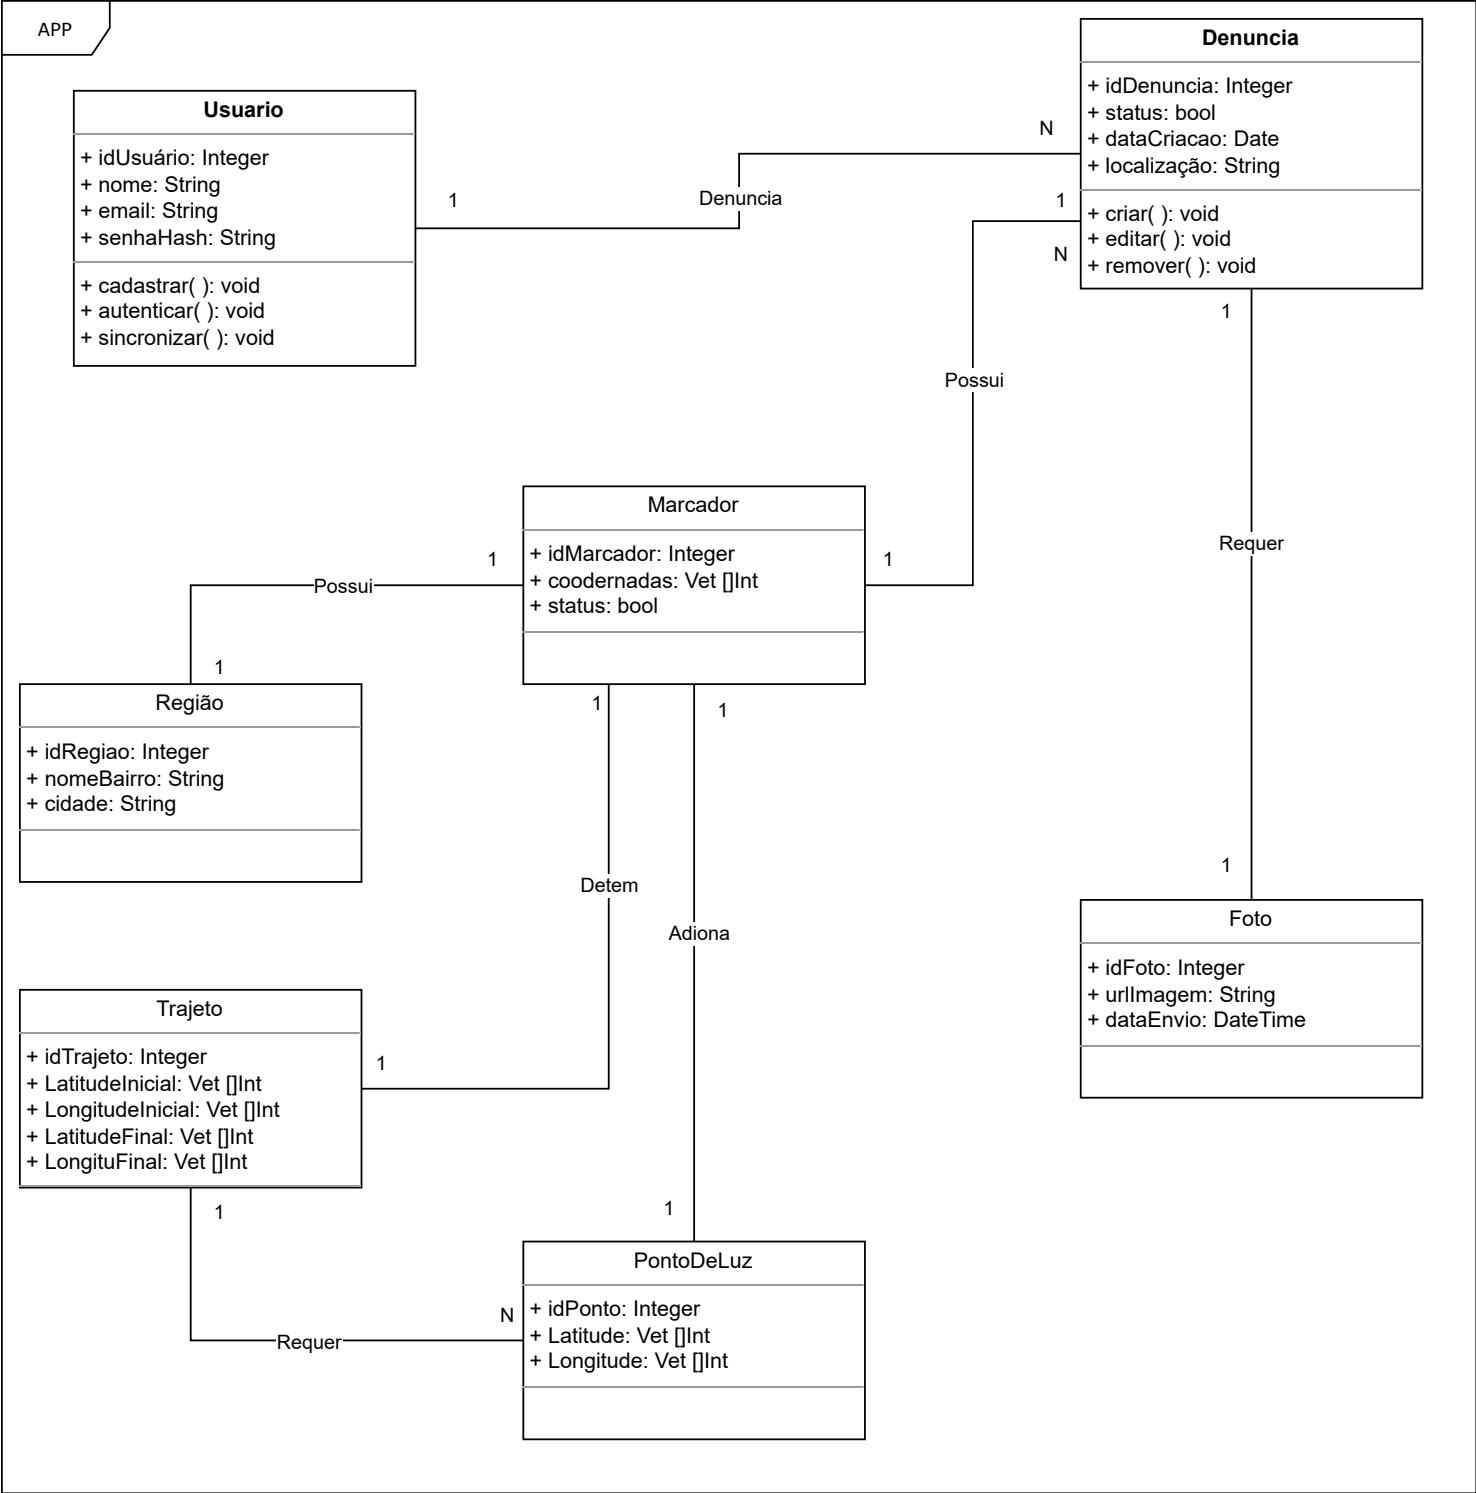 APP
Usuario
+ idUsuário: Integer
+ nome: String
+ email: String
+ senhaHash: String
+ cadastrar( ): void
+ autenticar( ): void
+ sincronizar( ): void
1
Denuncia
N
Denuncia
+ idDenuncia: Integer
+ status: bool
+ dataCriacao: Date
+ localização: String
+ criar( ): void
+ editar( ): void
+ remover( ): void
1
N
Possui
1
1
Requer
1
Marcador
+ idMarcador: Integer
+ coodernadas: Vet []Int
+ status: bool
1
Possui
1
Região
+ idRegiao: Integer
+ nomeBairro: String
+ cidade: String
1
1
Detem
Adiona
Foto
+ idFoto: Integer
+ urlImagem: String
+ dataEnvio: DateTime
Trajeto
+ idTrajeto: Integer
+ LatitudeInicial: Vet []Int
+ LongitudeInicial: Vet []Int
+ LatitudeFinal: Vet []Int
+ LongituFinal: Vet []Int
1
1
1
Requer
N
PontoDeLuz
+ idPonto: Integer
+ Latitude: Vet []Int
+ Longitude: Vet []Int